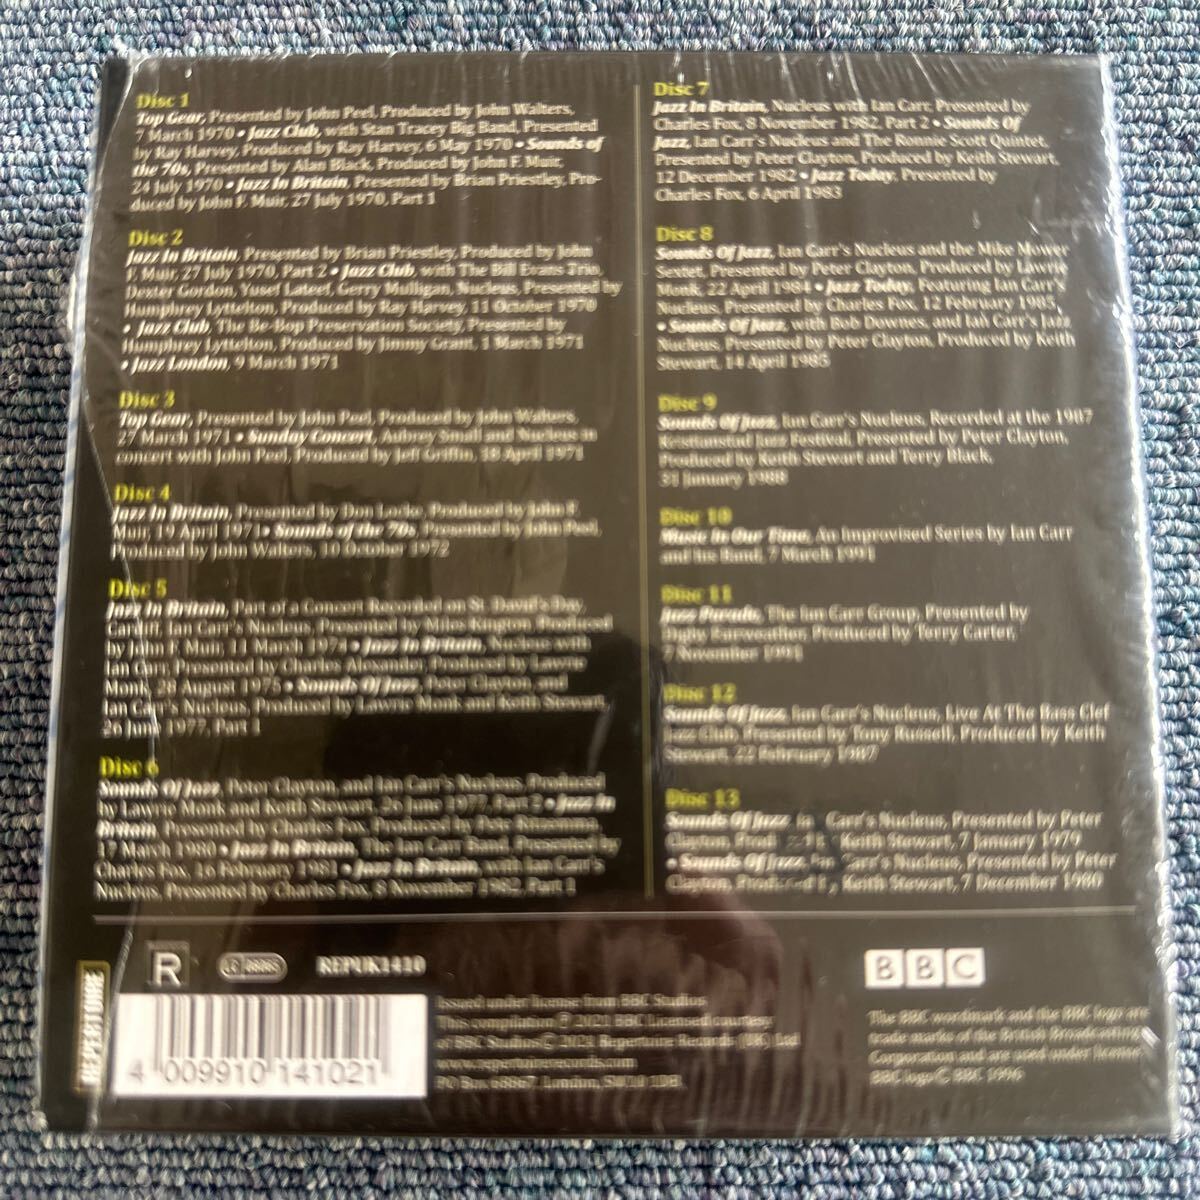 Disc 1
Top Gear, Presented by John Peel, Produced by John Walters,
7 March 1970 • Jazz Club, with Stan Tracey Big Band, Presented
by Ray Harvey, Produced by Ray Harvey, 6 May 1970 • Sounds of
the 70s, Presented by Alan Black, Produced by John F. Muir,
24 July 1970 • Jazz In Britain, Presented by Brian Priestley, Pro-
duced by John F. Muir, 27 July 1970, Part 1
Disc 2
Jazz In Britain, Presented by Brian Priestley, Produced by John
F. Muir, 27 July 1970, Part 2 • Jazz Club, with The Bill Evans Trio,
Dexter Gordon, Yusef Lateef, Gerry Mulligan, Nucleus, Presented by
Humphrey Lyttelton, Produced by Ray Harvey, 11 October 1970
• Jazz Club, The Be-Bop Preservation Society, Presented by
Humphrey Lyttelton, Produced by Jimmy Grant, 1 March 1971
• Jazz London, 9 March 1971
Disc 3
Top Gear, Presented by John Peel, Produced by John Walters,
27 March 1971 • Sunday Concert, Aubrey Small and Nucleus in
concert with John Peel, Produced by Jeff Griffin, 18 April 1971
Disc 4
Jazz In Britain, Presented by Don Locke, Produced by John F.
Muir, 19 April 1971 • Sounds of the 70s, Presented by John Peel,
Produced by John Walters, 10 October 1972
Disc 5
Jazz In Britain, Part of a Concert Recorded on St. David's Day,
Ian Carr's Nucleus, Presented by Miles Produced
by John F. Muir, 11 March • Jazz In Britain, Nucleus with
Ian Carr, Presented by Charles Produced by Lawrie
Monk, 28 August 1975 • Sounds Of Jazz, Peter Clayton, and
Ian Carr's Nucleus, Produced by Lawrie Monk and Keith Stewart
26 June 1977, Part 1
Disc 6
Sounds Of Jazz, Peter Clayton, and Ian Carr's Nucleus, Produced
by Lawrie Monk and Keith Stewart, 26 June 1977, Part 2 • Jazz In
Britain, Presented by Charles Fox, Produced by
17 March 1980 • Jazz In Britain, The Ian Carr Band, Presented by
Charles Fox, February 1981 • Jazz In Britain, with Ian Carr's
Nucleus, Presented by Charles Fox, 8 November 1982, Part 1
Disc 7
Jazz In Britain, Nucleus with Ian Carr, Presented by
Charles Fox, 8 November 1982, Part 2 • Sounds Of
Jazz, Ian Carr's Nucleus and The Ronnie Scott Quintet,
Presented by Peter Clayton, Produced by Keith Stewart,
12 December 1982 • Jazz Today, Presented by
Charles Fox, 6 April 1983
Disc 8
Sounds Of Jazz, Ian Carr's Nucleus and the Mike Mower
Sextet, Presented by Peter Clayton, Produced by Lawrie
Monk, 22 April 1984 • Jazz Today, Featuring Ian Carr's
Nucleus, Presented by Charles Fox, 12 February 1985
• Sounds Of Jazz, with Bob Downes, and Ian Carr's Jazz
Nucleus, Presented by Peter Clayton, Produced by Keith
Stewart, 14 April 1985
Disc 9
Sounds Of Jazz, Ian Carr's Nucleus, Recorded at the 1987
Jazz Festival, Presented by Peter Clayton,
Produced by Keith Stewart and Terry Black,
31 January 1988
Disc 10
Music In Our Time, An Improvised Series by Ian Carr
and his Band, 7 March 1991
Disc 11
Jazz Parade, The Ian Carr Group, Presented by
Digby Fairweather, Produced by Terry Carter,
7 November 1991
Disc 12
Sounds Of Jazz, Ian Carr's Nucleus, Live At The Bass Clef
Jazz Club, Presented by Tony Russell, Produced by Keith
Stewart, 22 February 1987
Disc 13
Sounds Of Jazz, Carr's Nucleus, Presented by Peter
Clayton, Keith Stewart, 7 January 1979
• Sounds Of Jazz, Carr's Nucleus, Presented by Peter
Clayton, Produced Keith Stewart, 7 December 1980
REPERTOIRE
R
REPUK1410
BBC
4 009910 141021
Issued under license from BBC Studios
This compilation ℗ 2021 BBC Licensed courtesy
of BBC Studios © 2021 Repertoire Records (UK) Ltd
www.repertoirerecords.com
PO Box London,
The BBC wordmark and the BBC logo are
trade marks of the British Broadcasting
Corporation and are used under license
BBC logo © BBC 1996